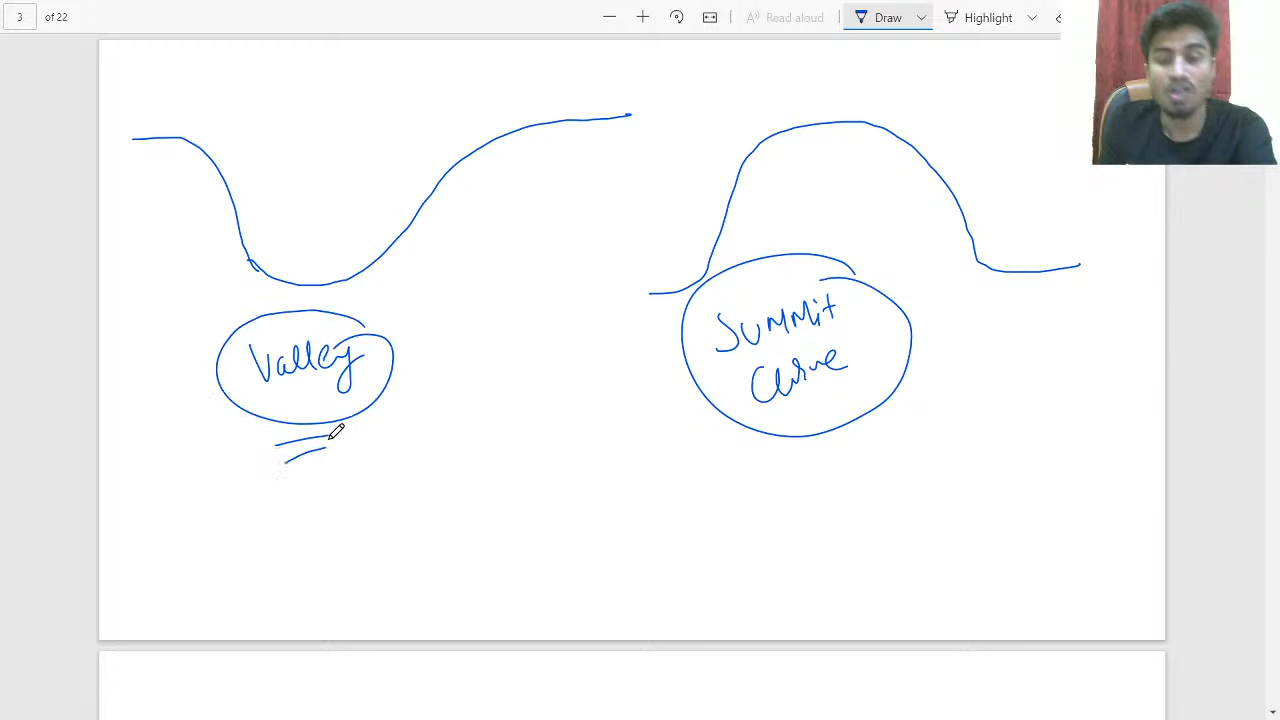 3 of 22
Read aloud
Draw
Highlight
Valley
Summit
Curve